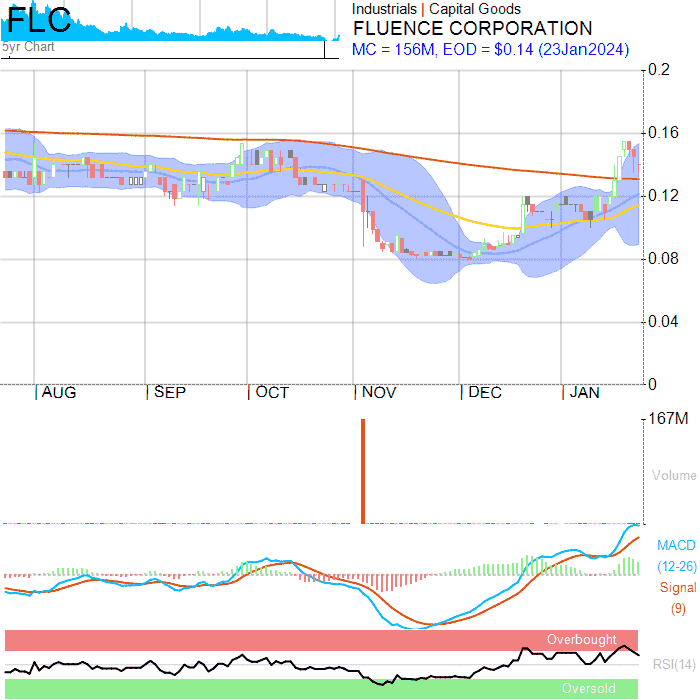 FLC
5yr Chart
Industrials | Capital Goods
FLUENCE CORPORATION
MC = 156M, EOD = $0.14 (23Jan2024)
0.2
0.16
0.12
0.08
0.04
0
AUG SEP OCT NOV DEC JAN
167M
Volume
MACD
(12-26)
Signal
(9)
Overbought
RSI(14)
Oversold